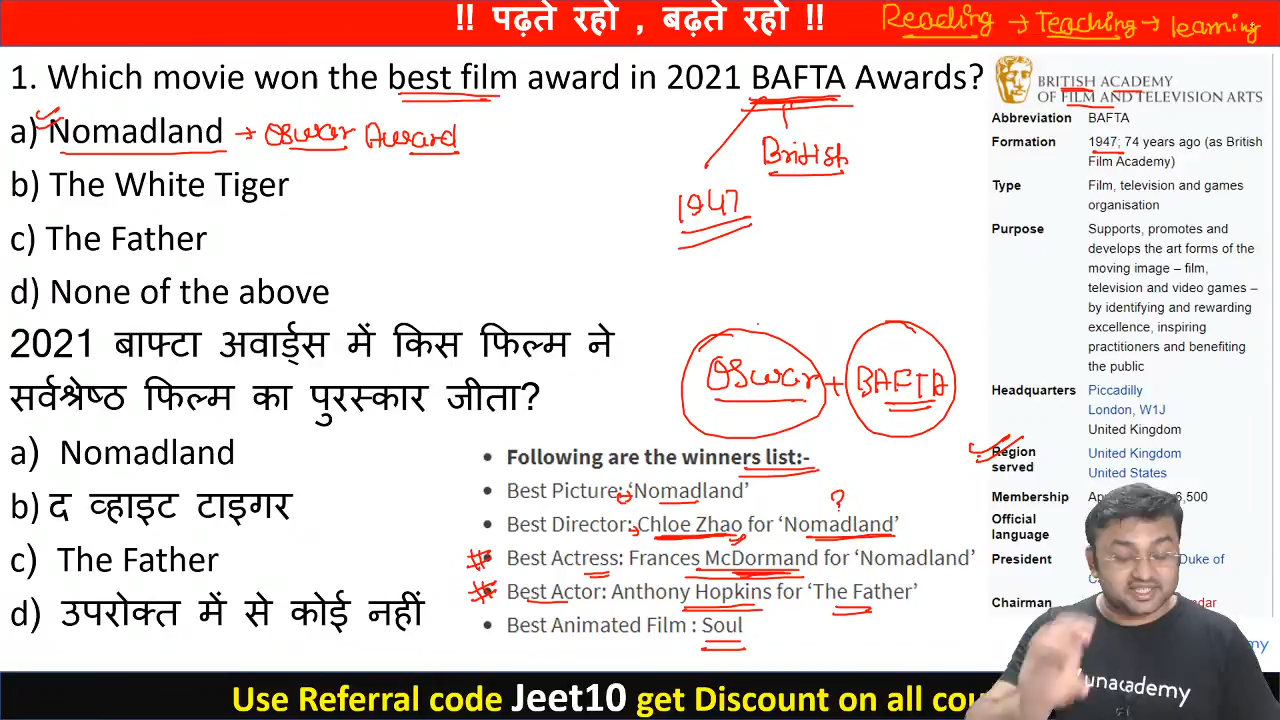 !! पढ़ते रहो , बढ़ते रहो !!
Reading → Teaching → learning
1. Which movie won the best film award in 2021 BAFTA Awards?
a) Nomadland → Oswar Award
b) The White Tiger
c) The Father
d) None of the above
British
1947
2021 बाफ्टा अवार्ड्स में किस फिल्म ने
सर्वश्रेष्ठ फिल्म का पुरस्कार जीता?
a) Nomadland
b) द व्हाइट टाइगर
c) The Father
d) उपरोक्त में से कोई नहीं
Oswar + BAFTA
Following are the winners list:-
• Best Picture: ‘Nomadland’
• Best Director: Chloe Zhao for ‘Nomadland’
?
• Best Actress: Frances McDormand for ‘Nomadland’
• Best Actor: Anthony Hopkins for ‘The Father’
• Best Animated Film : Soul
BRITISH ACADEMY
OF FILM AND TELEVISION ARTS
Abbreviation BAFTA
Formation 1947; 74 years ago (as British
Film Academy)
Type Film, television and games
organisation
Purpose Supports, promotes and
develops the art forms of the
moving image – film,
television and video games –
by identifying and rewarding
excellence, inspiring
practitioners and benefiting
the public
Headquarters Piccadilly
London, W1J
United Kingdom
Region served United Kingdom
United States
Membership 6,500
Official
language
President Duke of
Chairman
unacademy
Use Referral code Jeet10 get Discount on all